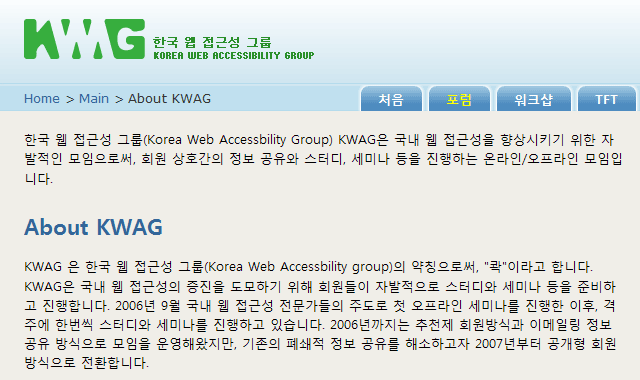 KWAG 한국 웹 접근성 그룹
KOREA WEB ACCESSIBILITY GROUP
Home > Main > About KWAG
처음 포럼 워크샵 TFT
한국 웹 접근성 그룹(Korea Web Accessbility Group) KWAG은 국내 웹 접근성을 향상시키기 위한 자
발적인 모임으로써, 회원 상호간의 정보 공유와 스터디, 세미나 등을 진행하는 온라인/오프라인 모임입
니다.
About KWAG
KWAG 은 한국 웹 접근성 그룹(Korea Web Accessbility group)의 약칭으로써, "콱"이라고 합니다.
KWAG은 국내 웹 접근성의 증진을 도모하기 위해 회원들이 자발적으로 스터디와 세미나 등을 준비하
고 진행합니다. 2006년 9월 국내 웹 접근성 전문가들의 주도로 첫 오프라인 세미나를 진행한 이후, 격
주에 한번씩 스터디와 세미나를 진행하고 있습니다. 2006년까지는 추천제 회원방식과 이메일링 정보
공유 방식으로 모임을 운영해왔지만, 기존의 폐쇄적 정보 공유를 해소하고자 2007년부터 공개형 회원
방식으로 전환합니다.